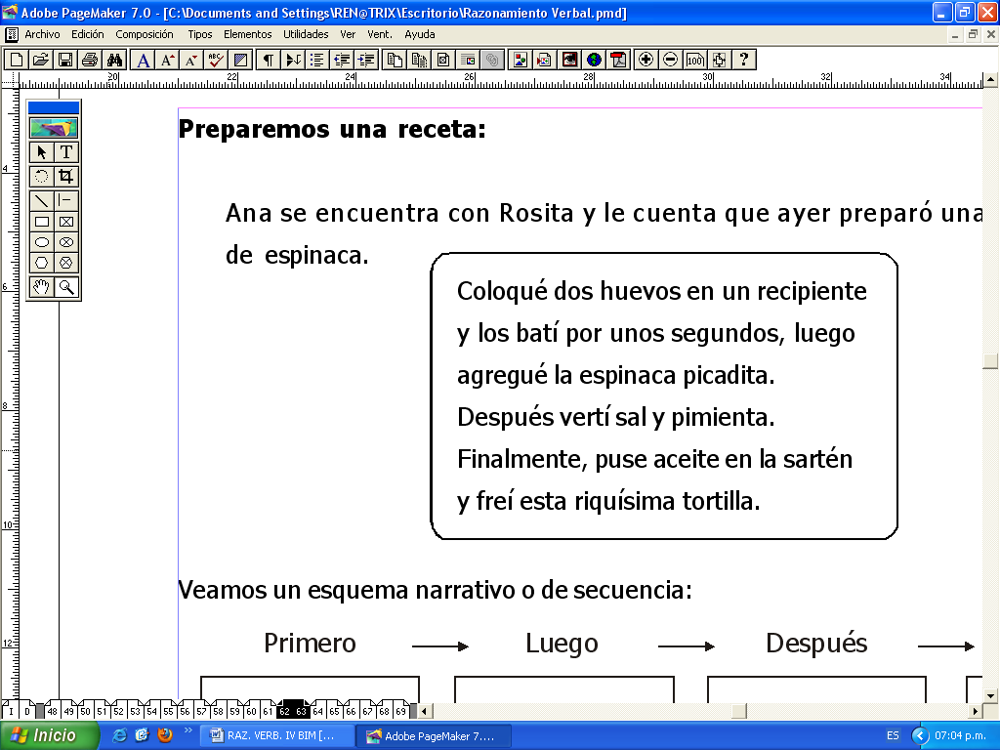 Adobe PageMaker 7.0 - [C:\Documents and Settings\REN@TRIX\Escritorio\Razonamiento Verbal.pmd]
Archivo Edición Composición Tipos Elementos Utilidades Ver Vent. Ayuda
20 22 24 26 28 30 32 34
Preparemos una receta:
Ana se encuentra con Rosita y le cuenta que ayer preparó una
de espinaca.
Coloqué dos huevos en un recipiente
y los batí por unos segundos, luego
agregué la espinaca picadita.
Después vertí sal y pimienta.
Finalmente, puse aceite en la sartén
y freí esta riquísima tortilla.
Veamos un esquema narrativo o de secuencia:
Primero Luego Después
4
6
8
10
12
I D 48 49 50 51 52 53 54 55 56 57 58 59 60 61 62 63 64 65 66 67 68 69
Inicio RAZ. VERB. IV BIM [... Adobe PageMaker 7.... ES 07:04 p.m.